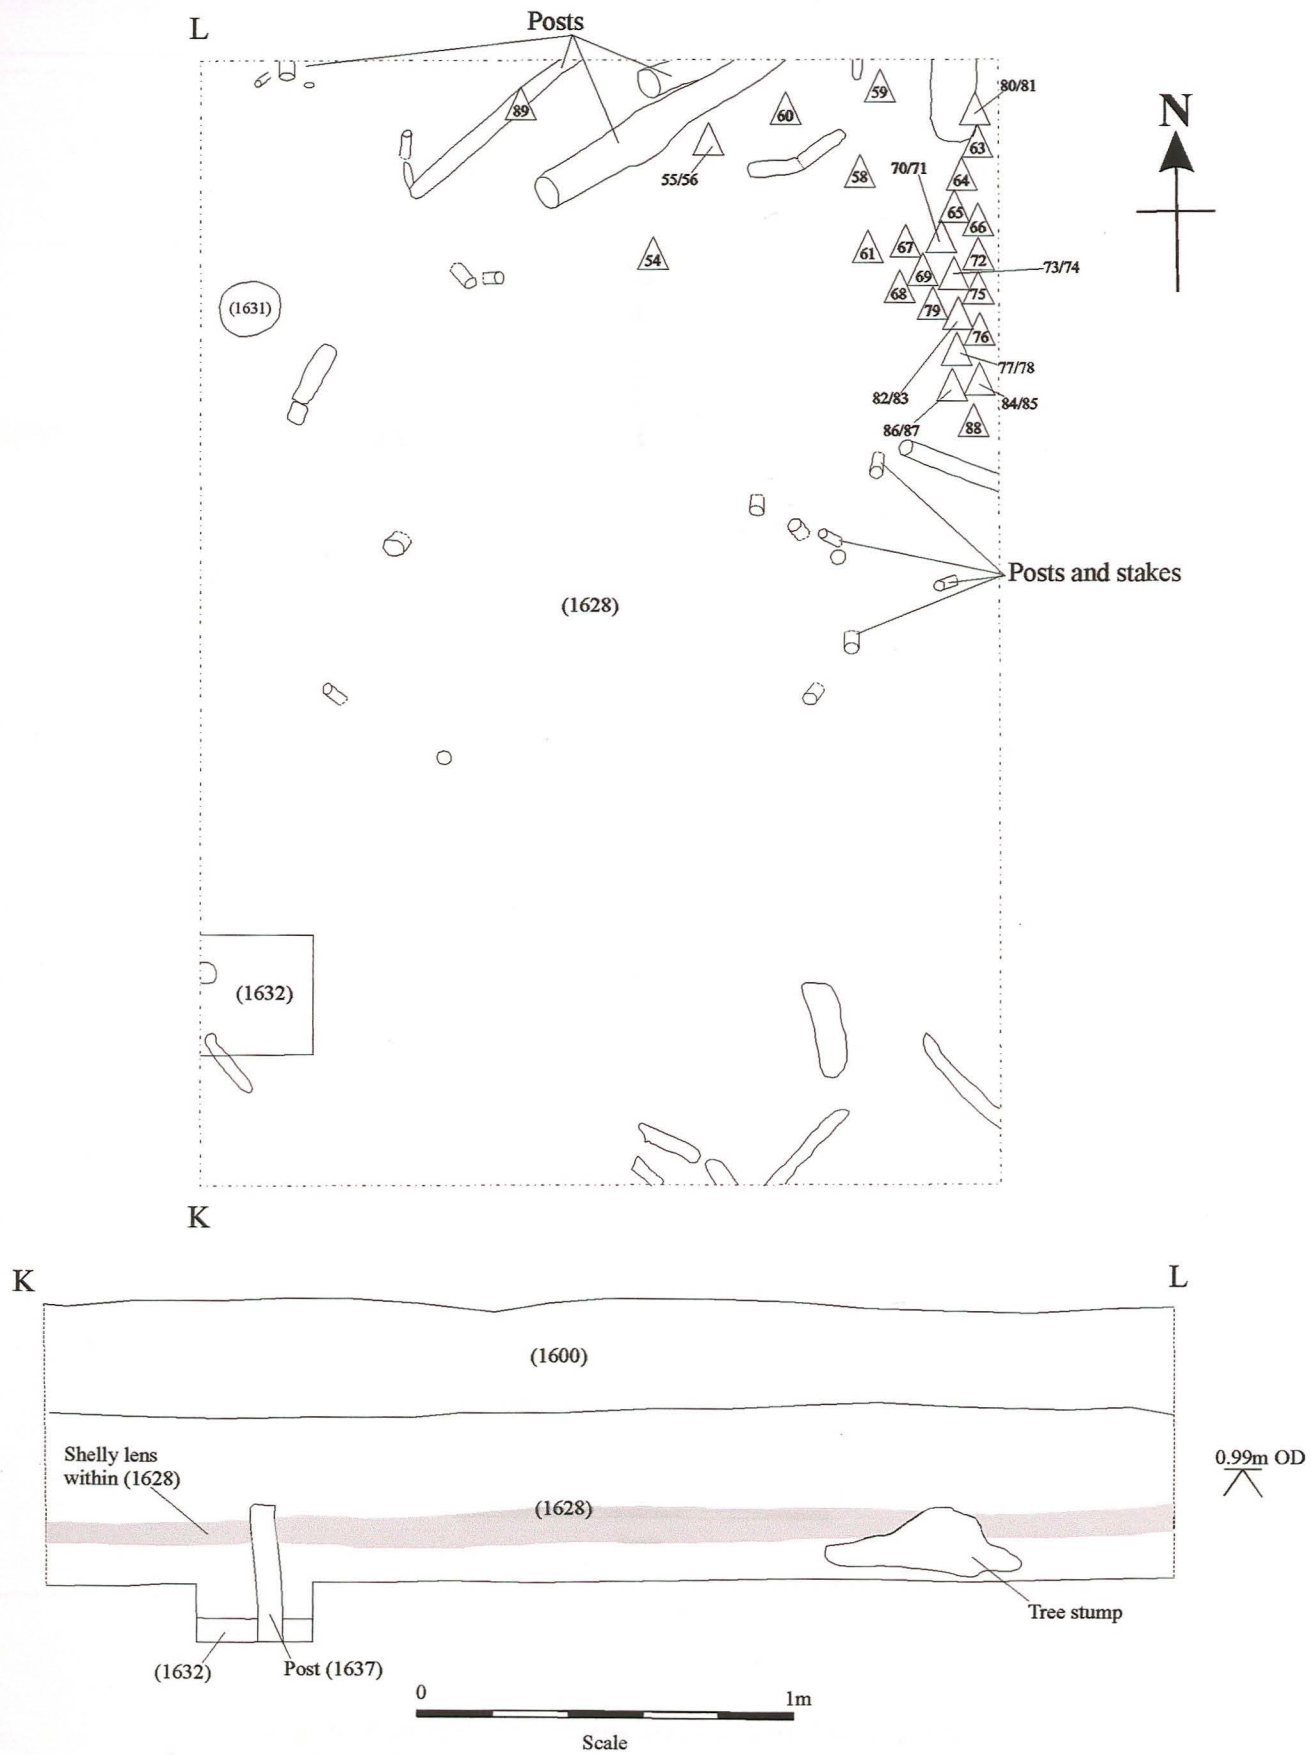 L
Posts
N
80/81
59
60
89
63
55/56
58
70/71
64
65
66
54
61
67
72
73/74
69
68
75
79
(1631)
76
77/78
82/83
84/85
86/87
88
Posts and stakes
(1628)
(1632)
K
K
L
(1600)
Shelly lens
within (1628)
(1628)
0.99m OD
Tree stump
(1632)
Post (1637)
0
1m
Scale